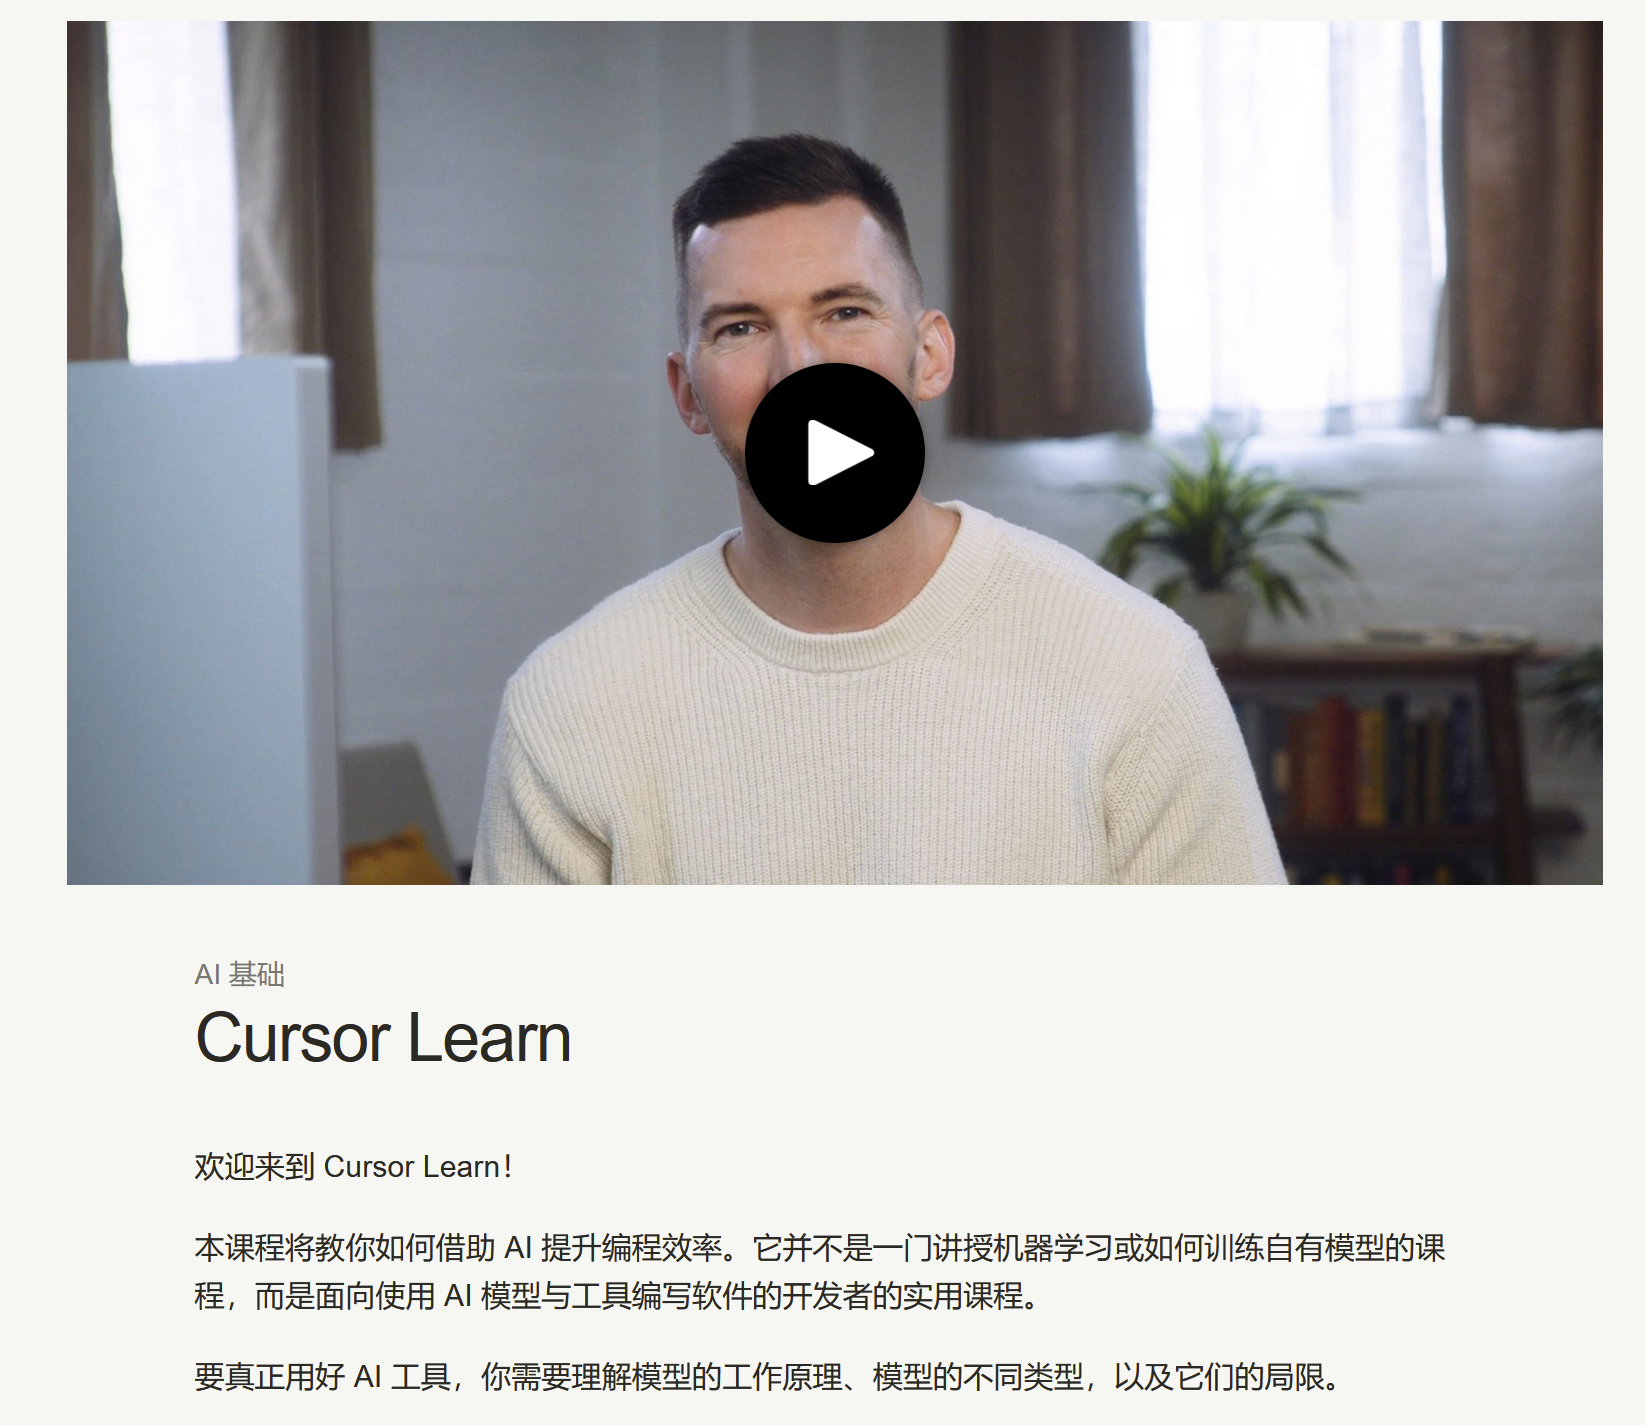 AI 基础
Cursor Learn
欢迎来到 Cursor Learn！
本课程将教你如何借助 AI 提升编程效率。它并不是一门讲授机器学习或如何训练自有模型的课
程，而是面向使用 AI 模型与工具编写软件的开发者的实用课程。
要真正用好 AI 工具，你需要理解模型的工作原理、模型的不同类型，以及它们的局限。